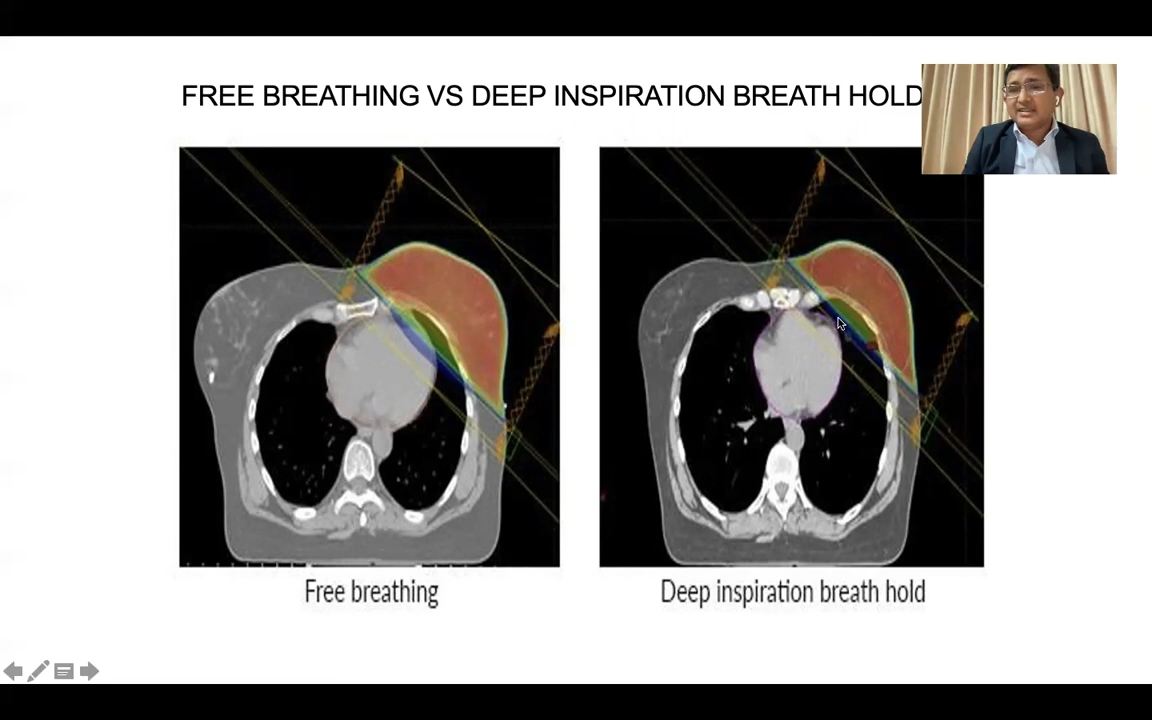 FREE BREATHING VS DEEP INSPIRATION BREATH HOLD
Free breathing
Deep inspiration breath hold